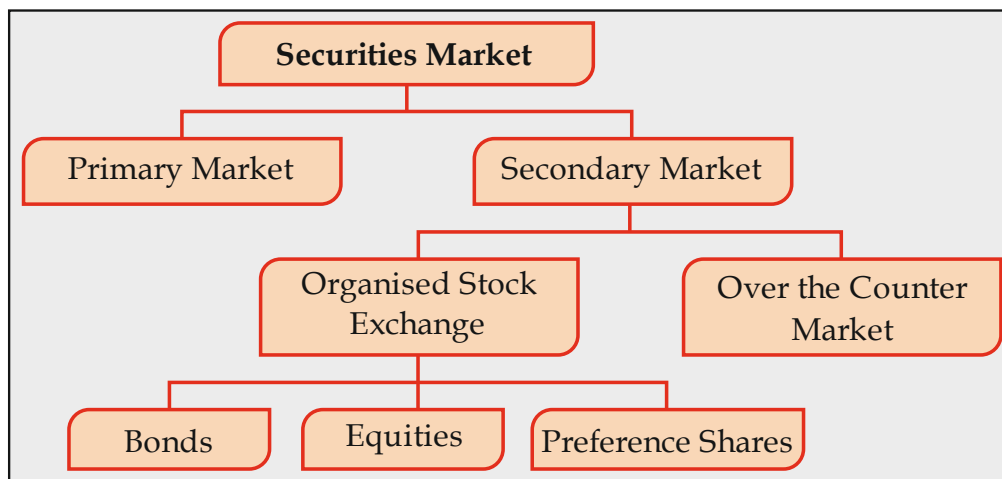 Securities Market
Primary Market
Secondary Market
Organised Stock
Exchange
Over the Counter
Market
Bonds
Equities
Preference Shares